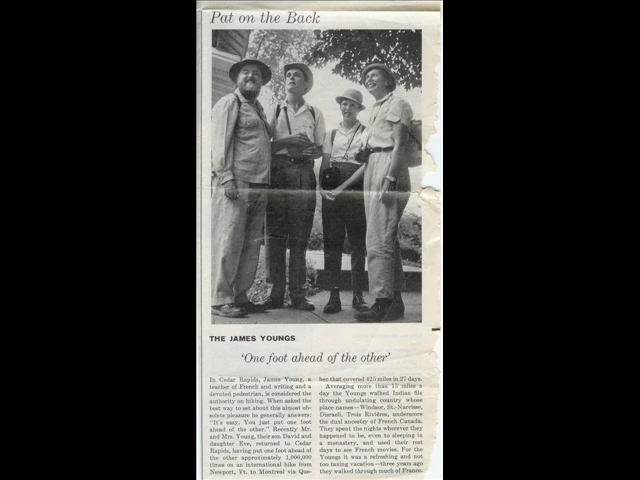 Pat on the Back
THE JAMES YOUNGS
'One foot ahead of the other'
In Cedar Rapids, James Young, a
teacher of French and writing and a
devoted pedestrian, is considered the
authority on hiking. When asked the
best way to set about this almost ob-
solete pleasure he generally answers:
"It's easy. You just put one foot
ahead of the other." Recently Mr.
and Mrs. Young, their son David and
daughter Eve, returned to Cedar
Rapids, having put one foot ahead of
the other approximately 1,000,000
times on an international hike from
Newport, Vt. to Montreal via Que-
bec that covered 425 miles in 27 days.
Averaging more than 15 miles a
day the Youngs walked Indian file
through undulating country whose
place names—Windsor, St.-Narcisse,
Disraeli, Trois Rivières, underscore
the dual ancestry of French Canada.
They spent the nights wherever they
happened to be, even to sleeping in
a monastery, and used their rest
days to see French movies. For the
Youngs it was a refreshing and not
too taxing vacation—three years ago
they walked through much of France.